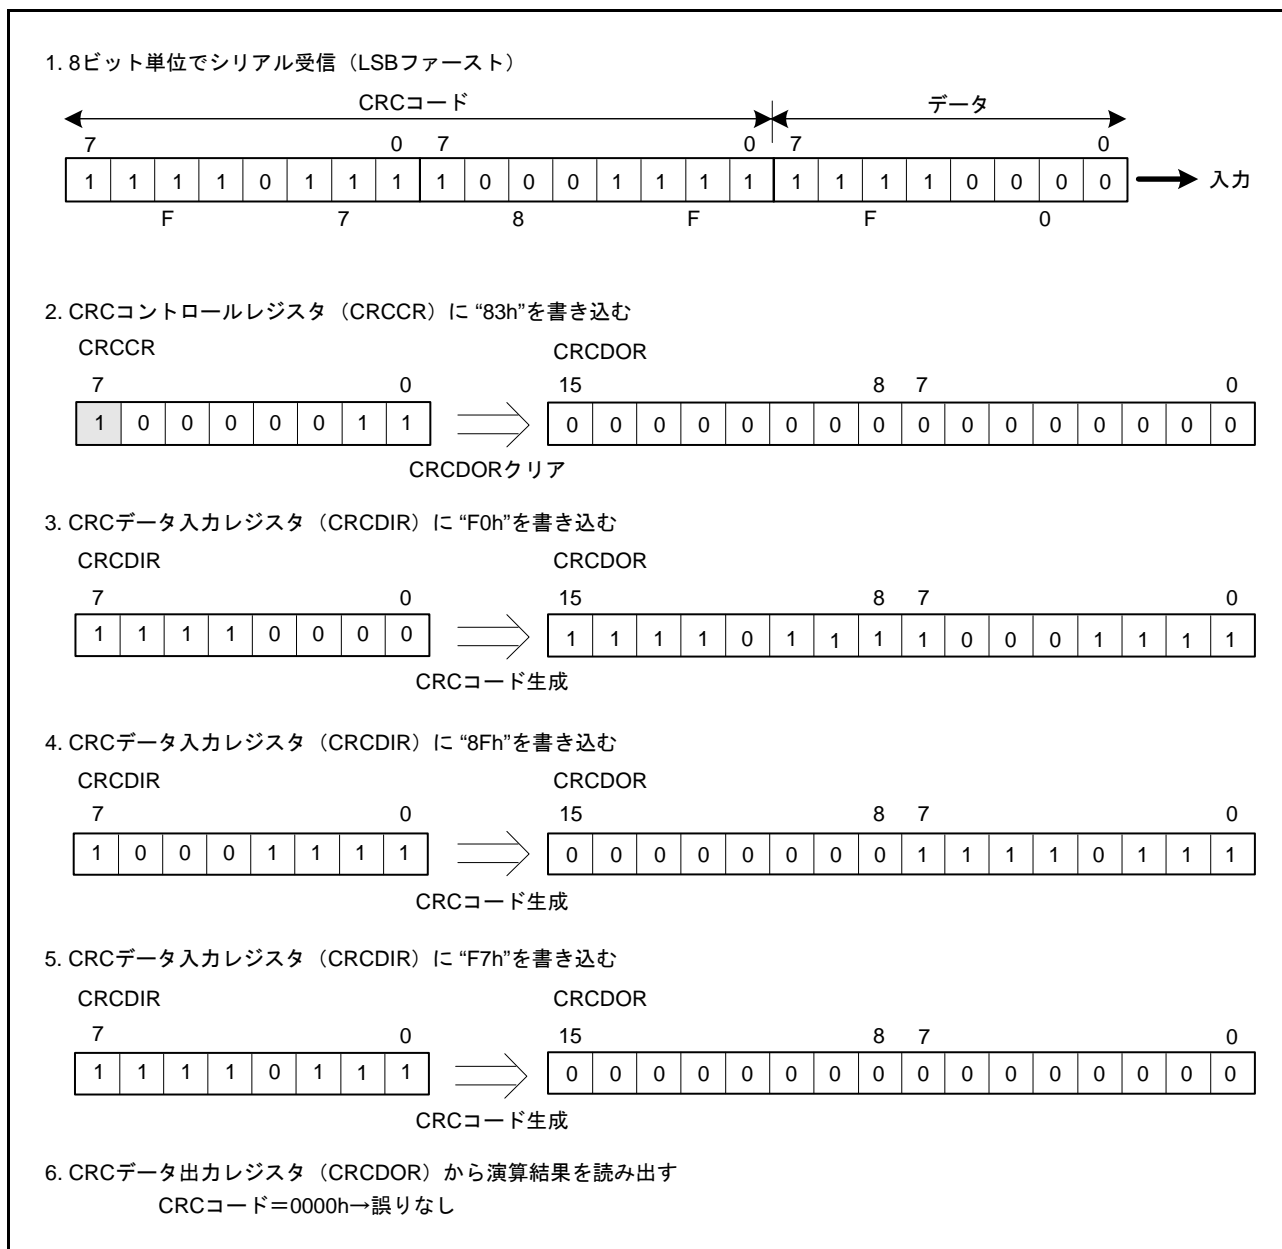 1. 8ビット単位でシリアル受信（LSBファースト）
CRCコード データ
7 0 7 0 7 0
1 1 1 1 0 1 1 1 1 0 0 0 1 1 1 1 1 1 1 1 0 0 0 0 入力
F 7 8 F F 0
2. CRCコントロールレジスタ（CRCCR）に “83h”を書き込む
CRCCR CRCDOR
7 0 15 8 7 0
1 0 0 0 0 0 1 1 0 0 0 0 0 0 0 0 0 0 0 0 0 0 0 0
CRCDORクリア
3. CRCデータ入力レジスタ（CRCDIR）に “F0h”を書き込む
CRCDIR CRCDOR
7 0 15 8 7 0
1 1 1 1 0 0 0 0 1 1 1 1 0 1 1 1 1 0 0 0 1 1 1 1
CRCコード生成
4. CRCデータ入力レジスタ（CRCDIR）に “8Fh”を書き込む
CRCDIR CRCDOR
7 0 15 8 7 0
1 0 0 0 1 1 1 1 0 0 0 0 0 0 0 0 1 1 1 1 0 1 1 1
CRCコード生成
5. CRCデータ入力レジスタ（CRCDIR）に “F7h”を書き込む
CRCDIR CRCDOR
7 0 15 8 7 0
1 1 1 1 0 1 1 1 0 0 0 0 0 0 0 0 0 0 0 0 0 0 0 0
CRCコード生成
6. CRCデータ出力レジスタ（CRCDOR）から演算結果を読み出す
CRCコード＝0000h→誤りなし